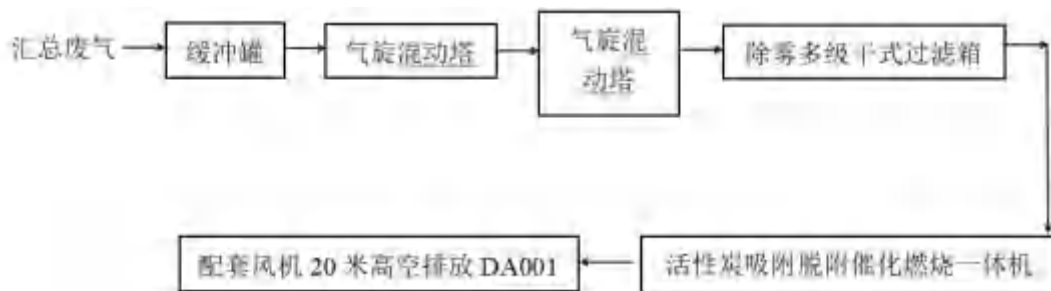 汇总废气
缓冲罐
气旋混动塔
气旋混
动塔
除雾多级干式过滤箱
配套风机 20 米高空排放 DA001
活性炭吸附脱附催化燃烧一体机